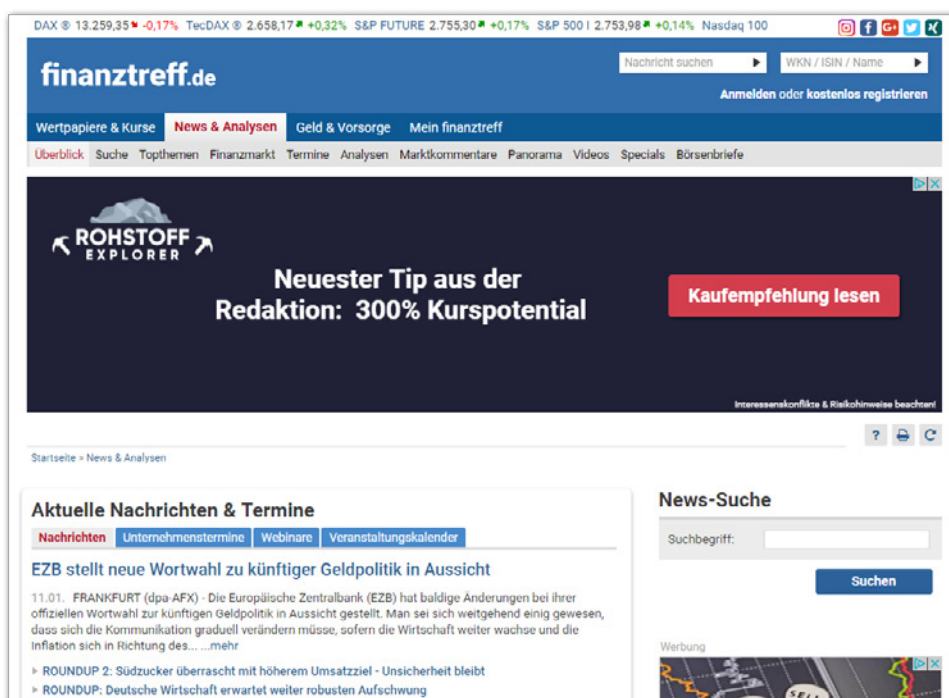 DAX ® 13.259,35 -0,17% TecDAX ® 2.658,17 +0,32% S&P FUTURE 2.755,30 +0,17% S&P 500 I 2.753,98 +0,14% Nasdaq 100
finanztreff.de
Nachricht suchen
WKN / ISIN / Name
Anmelden oder kostenlos registrieren
Wertpapiere & Kurse News & Analysen Geld & Vorsorge Mein finanztreff
Überblick Suche Topthemen Finanzmarkt Termine Analysen Marktkommentare Panorama Videos Specials Börsenbriefe
ROHSTOFF
EXPLORER
Neuester Tip aus der
Redaktion: 300% Kurspotential
Kaufempfehlung lesen
Interessenskonflikte & Risikohinweise beachten!
Startseite » News & Analysen
Aktuelle Nachrichten & Termine
Nachrichten Unternehmenstermine Webinare Veranstaltungskalender
EZB stellt neue Wortwahl zu künftiger Geldpolitik in Aussicht
11.01. FRANKFURT (dpa-AFX) - Die Europäische Zentralbank (EZB) hat baldige Änderungen bei ihrer
offiziellen Wortwahl zur künftigen Geldpolitik in Aussicht gestellt. Man sei sich weitgehend einig gewesen,
dass sich die Kommunikation graduell verändern müsse, sofern die Wirtschaft weiter wachse und die
Inflation sich in Richtung des... ...mehr
ROUNDUP 2: Südzucker überrascht mit höherem Umsatzziel - Unsicherheit bleibt
ROUNDUP: Deutsche Wirtschaft erwartet weiter robusten Aufschwung
News-Suche
Suchbegriff:
Suchen
Werbung
SELL